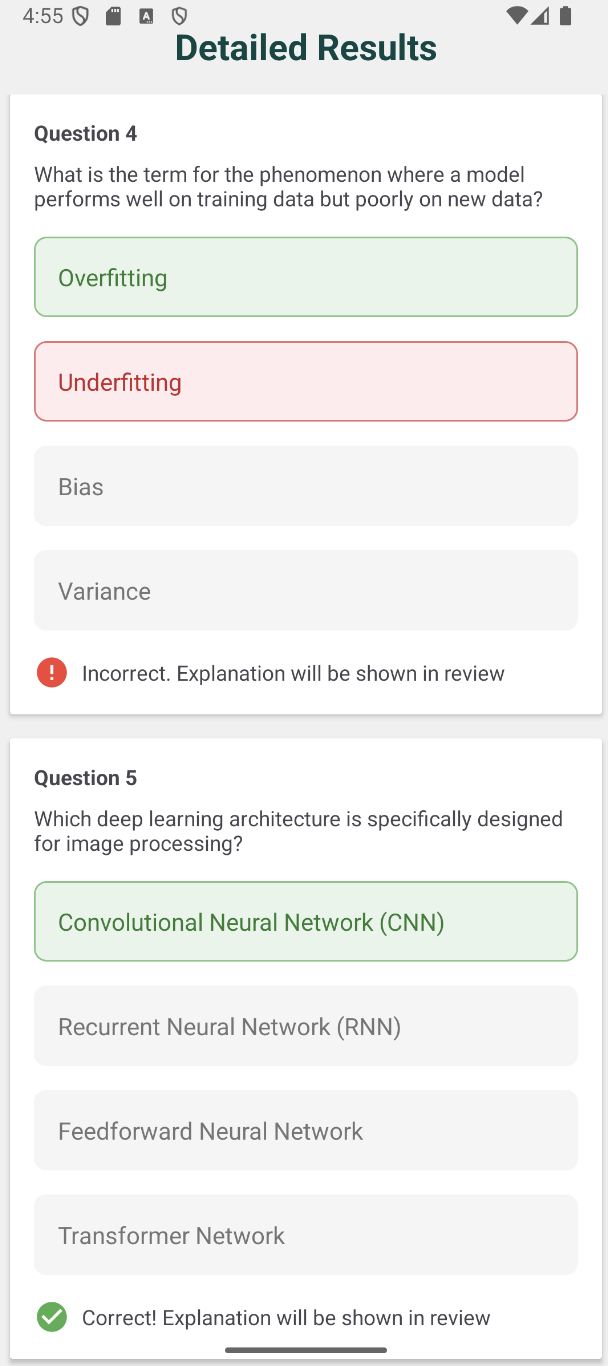 4:55
Detailed Results
Question 4
What is the term for the phenomenon where a model
performs well on training data but poorly on new data?
Overfitting
Underfitting
Bias
Variance
Incorrect. Explanation will be shown in review
Question 5
Which deep learning architecture is specifically designed
for image processing?
Convolutional Neural Network (CNN)
Recurrent Neural Network (RNN)
Feedforward Neural Network
Transformer Network
Correct! Explanation will be shown in review